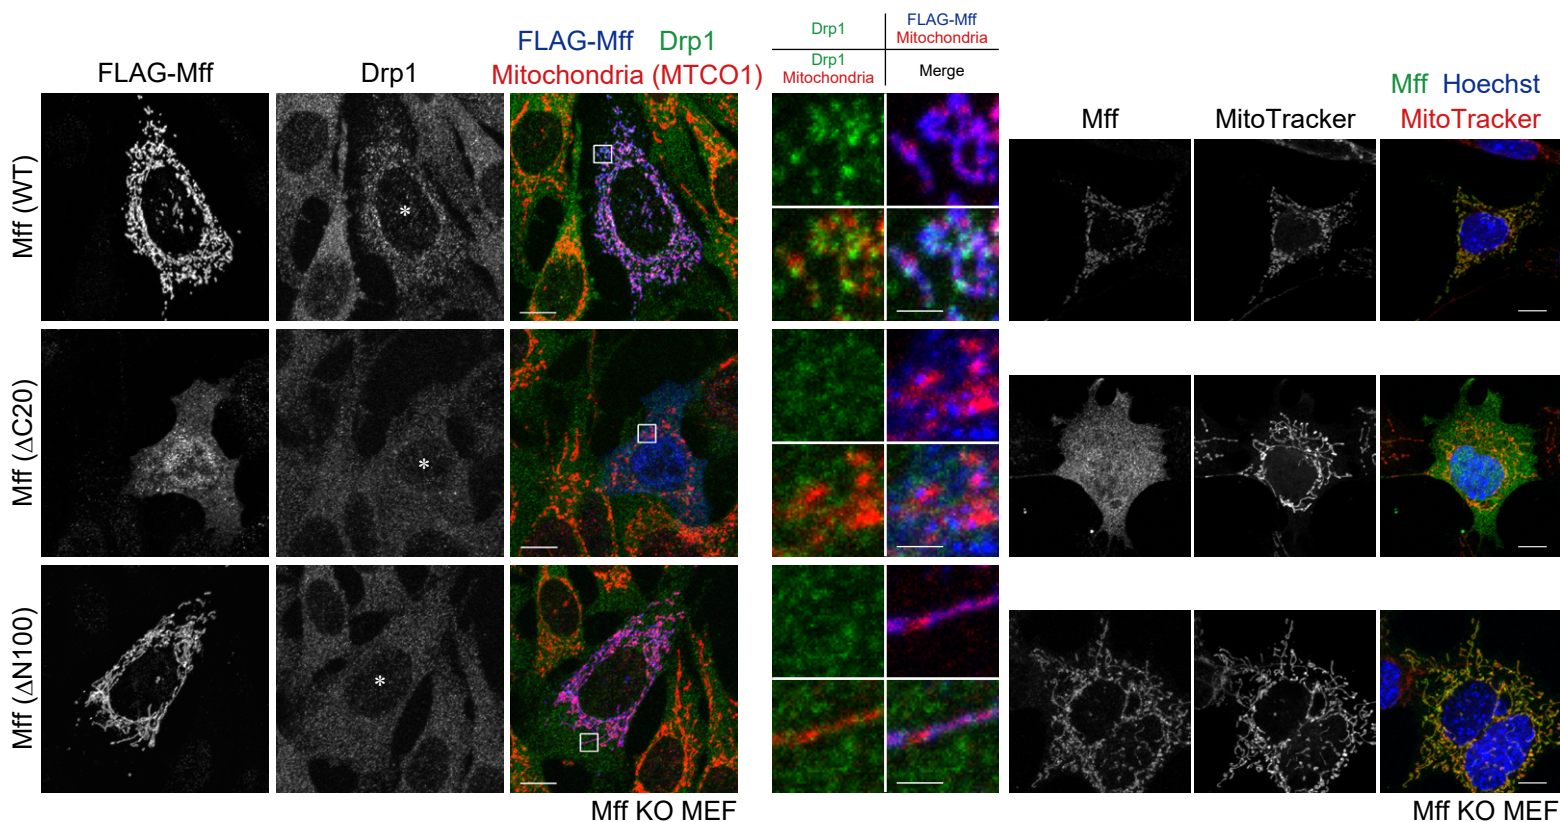 FLAG-Mff
Drp1
FLAG-Mff Drp1
Mitochondria (MTCO1)
Drp1
FLAG-Mff
Mitochondria
Drp1
Mitochondria
Merge
Mff
MitoTracker
Mff Hoechst
MitoTracker
Mff (WT)
*
Mff (ΔC20)
*
Mff (ΔN100)
*
Mff KO MEF
Mff KO MEF